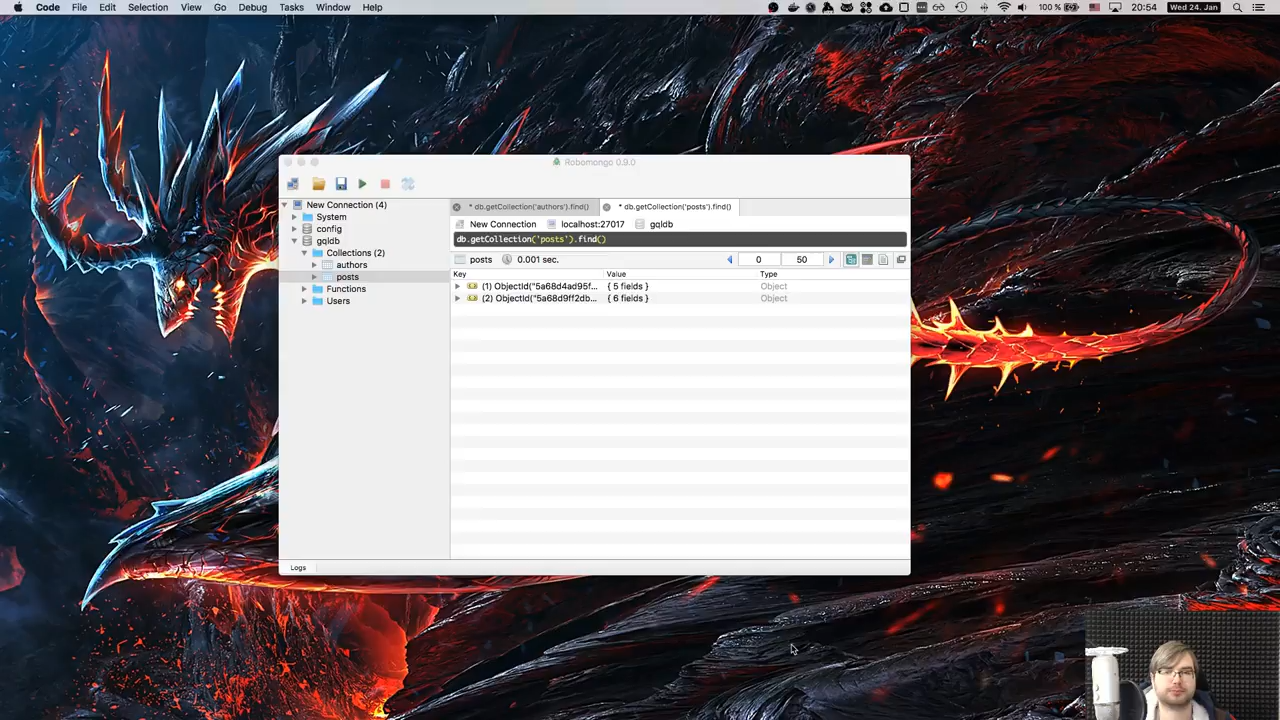 Code File Edit Selection View Go Debug Tasks Window Help
100 % 20:54 Wed 24. Jan
Robomongo 0.9.0
New Connection (4)
System
config
gqldb
Collections (2)
authors
posts
Functions
Users
* db.getCollection('authors').find() * db.getCollection('posts').find()
New Connection localhost:27017 gqldb
db.getCollection('posts').find()
posts 0.001 sec. 0 50
Key Value Type
(1) ObjectId("5a68d4ad95f... { 5 fields } Object
(2) ObjectId("5a68d9ff2db... { 6 fields } Object
Logs